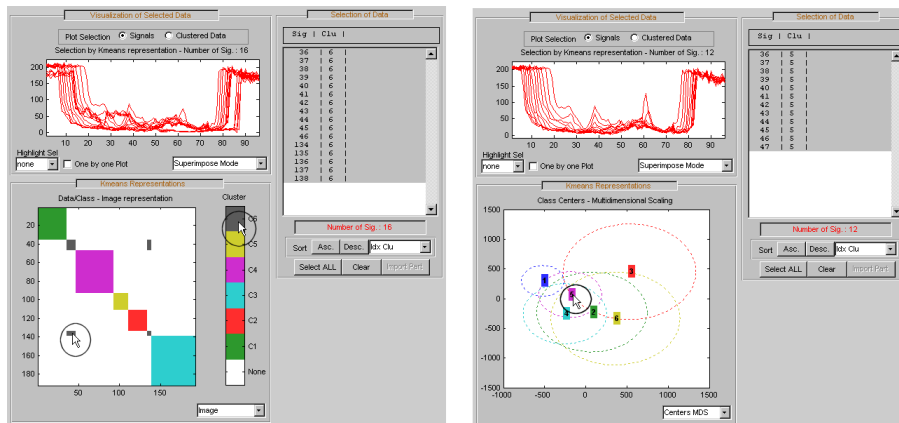 Visualization of Selected Data
Plot Selection Signals Clustered Data
Selection by Kmeans representation - Number of Sig. : 16
200
150
100
50
0
10 20 30 40 50 60 70 80 90
Highlight Sel
none One by one Plot Superimpose Mode
Kmeans Representations
Data/Class - Image representation Cluster
20
40
60
80
100
120
140
160
180
50 100 150
C6
C5
C4
C3
C2
C1
None
Image
Selection of Data
Sig | Clu |
36 | 6 |
37 | 6 |
38 | 6 |
39 | 6 |
40 | 6 |
41 | 6 |
42 | 6 |
43 | 6 |
44 | 6 |
45 | 6 |
46 | 6 |
134 | 6 |
135 | 6 |
136 | 6 |
137 | 6 |
138 | 6 |
Number of Sig. : 16
Sort Asc. Desc. Idx Clu
Select ALL Clear Import Part.
Visualization of Selected Data
Plot Selection Signals Clustered Data
Selection by Kmeans representation - Number of Sig. : 12
200
150
100
50
0
10 20 30 40 50 60 70 80 90
Highlight Sel
none One by one Plot Superimpose Mode
Kmeans Representations
Class Centers - Multidimensional Scaling
1500
1000
500
0
-500
-1000
-1500
-1000 -500 0 500 1000 1500
1
3
5
4
2
6
Centers MDS
Selection of Data
Sig | Clu |
36 | 5 |
37 | 5 |
38 | 5 |
39 | 5 |
40 | 5 |
41 | 5 |
42 | 5 |
43 | 5 |
44 | 5 |
45 | 5 |
46 | 5 |
47 | 5 |
Number of Sig. : 12
Sort Asc. Desc. Idx Clu
Select ALL Clear Import Part.